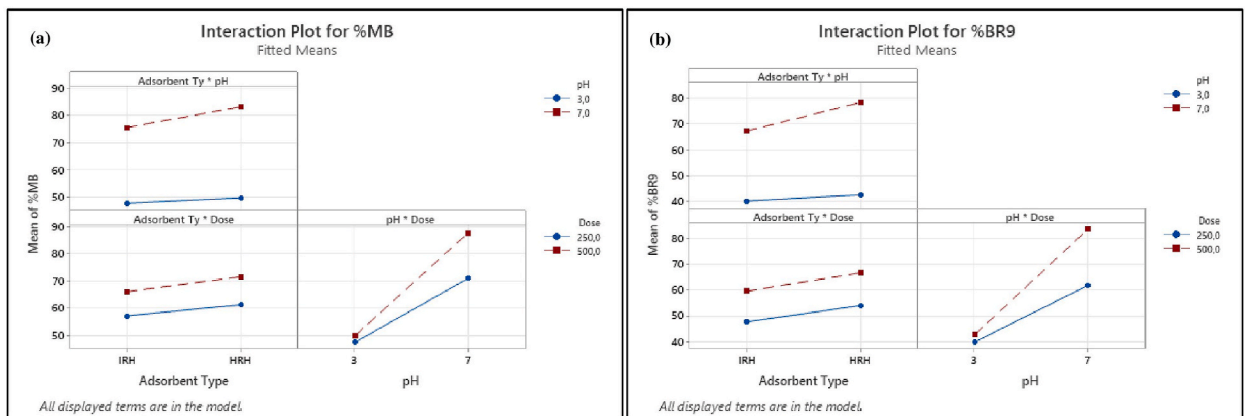 (a)
Interaction Plot for %MB
Fitted Means
Adsorbent Ty * pH
90
80
70
60
50
pH
3,0
7,0
Mean of %MB
Adsorbent Ty * Dose
pH * Dose
90
80
70
60
50
Dose
250,0
500,0
IRH
HRH
3
7
Adsorbent Type
pH
All displayed terms are in the model.
(b)
Interaction Plot for %BR9
Fitted Means
Adsorbent Ty * pH
80
70
60
50
40
pH
3,0
7,0
Mean of %BR9
Adsorbent Ty * Dose
pH * Dose
80
70
60
50
40
Dose
250,0
500,0
IRH
HRH
3
7
Adsorbent Type
pH
All displayed terms are in the model.